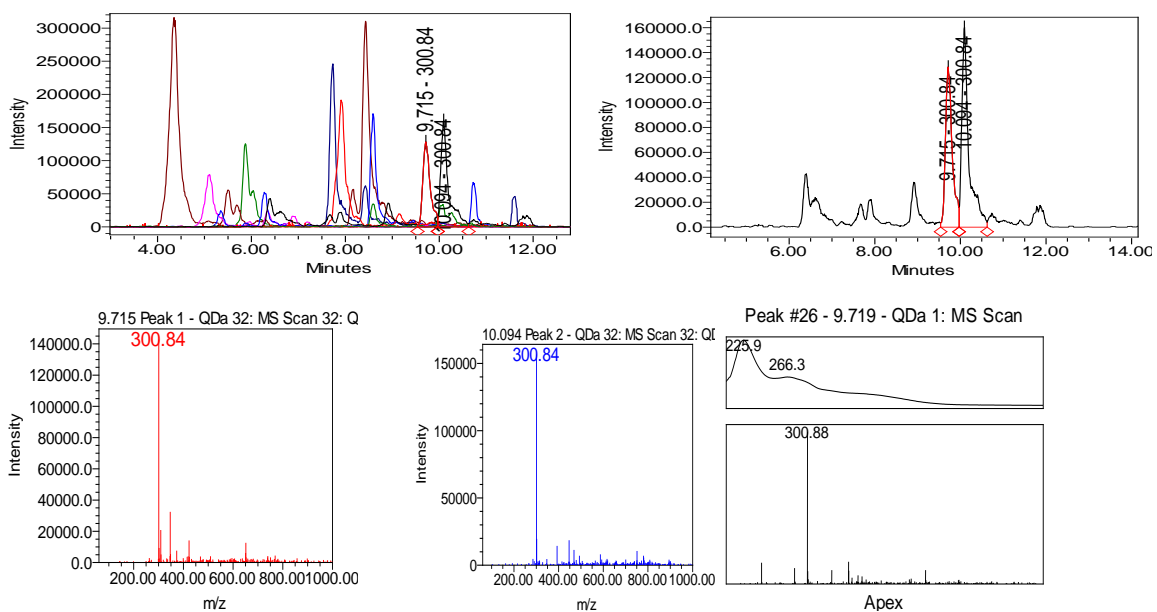 300000
250000
200000
150000
100000
50000
0
Intensity
9.715 - 300.84
10.094 - 300.84
4.00 6.00 8.00 10.00 12.00
Minutes
160000.0
140000.0
120000.0
100000.0
80000.0
60000.0
40000.0
20000.0
0.0
Intensity
9.715 - 300.84
10.094 - 300.84
6.00 8.00 10.00 12.00 14.00
Minutes
9.715 Peak 1 - QDa 32: MS Scan 32: Q
300.84
140000.0
120000.0
100000.0
80000.0
60000.0
40000.0
20000.0
0.0
Intensity
200.00 400.00 600.00 800.00 1000.00
m/z
10.094 Peak 2 - QDa 32: MS Scan 32: QD
300.84
150000
100000
50000
0
Intensity
200.00 400.00 600.00 800.00 1000.00
m/z
Peak #26 - 9.719 - QDa 1: MS Scan
225.9
266.3
300.88
Apex